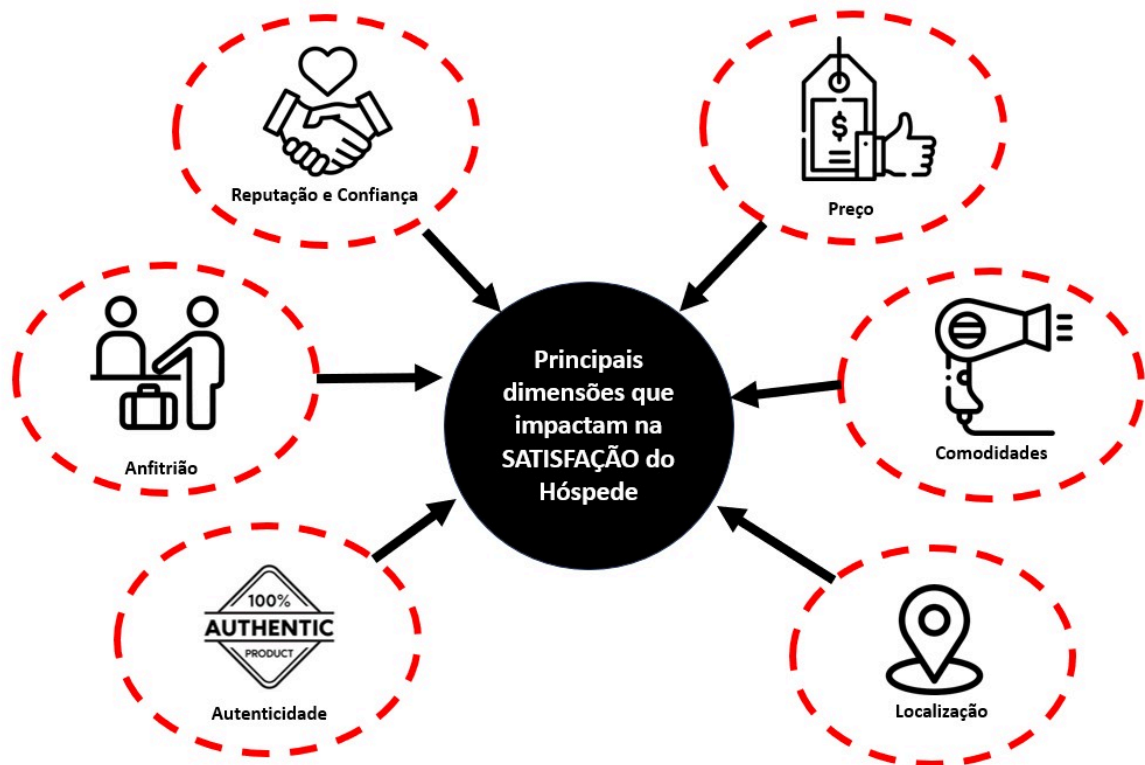 Reputação e Confiança
$
Preço
Anfitrião
Principais
dimensões que
impactam na
SATISFAÇÃO do
Hóspede
Comodidades
100%
AUTHENTIC
PRODUCT
Autenticidade
Localização